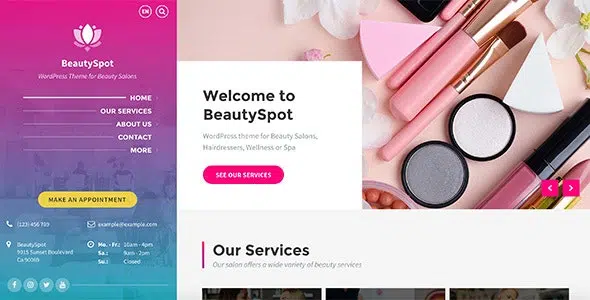 EN
BeautySpot
WordPress Theme for Beauty Salons
HOME
OUR SERVICES
ABOUT US
CONTACT
MORE
MAKE AN APPOINTMENT
(123) 456 789
example@example.com
BeautySpot
9015 Sunset Boulevard
CA 90069
Mo. - Fr.: 10am - 4pm
Sa.: 9am - 2pm
Su.: Closed
Welcome to
BeautySpot
WordPress theme for Beauty Salons,
Hairdressers, Wellness or Spa
SEE OUR SERVICES
Our Services
Our salon offers a wide variety of beauty services